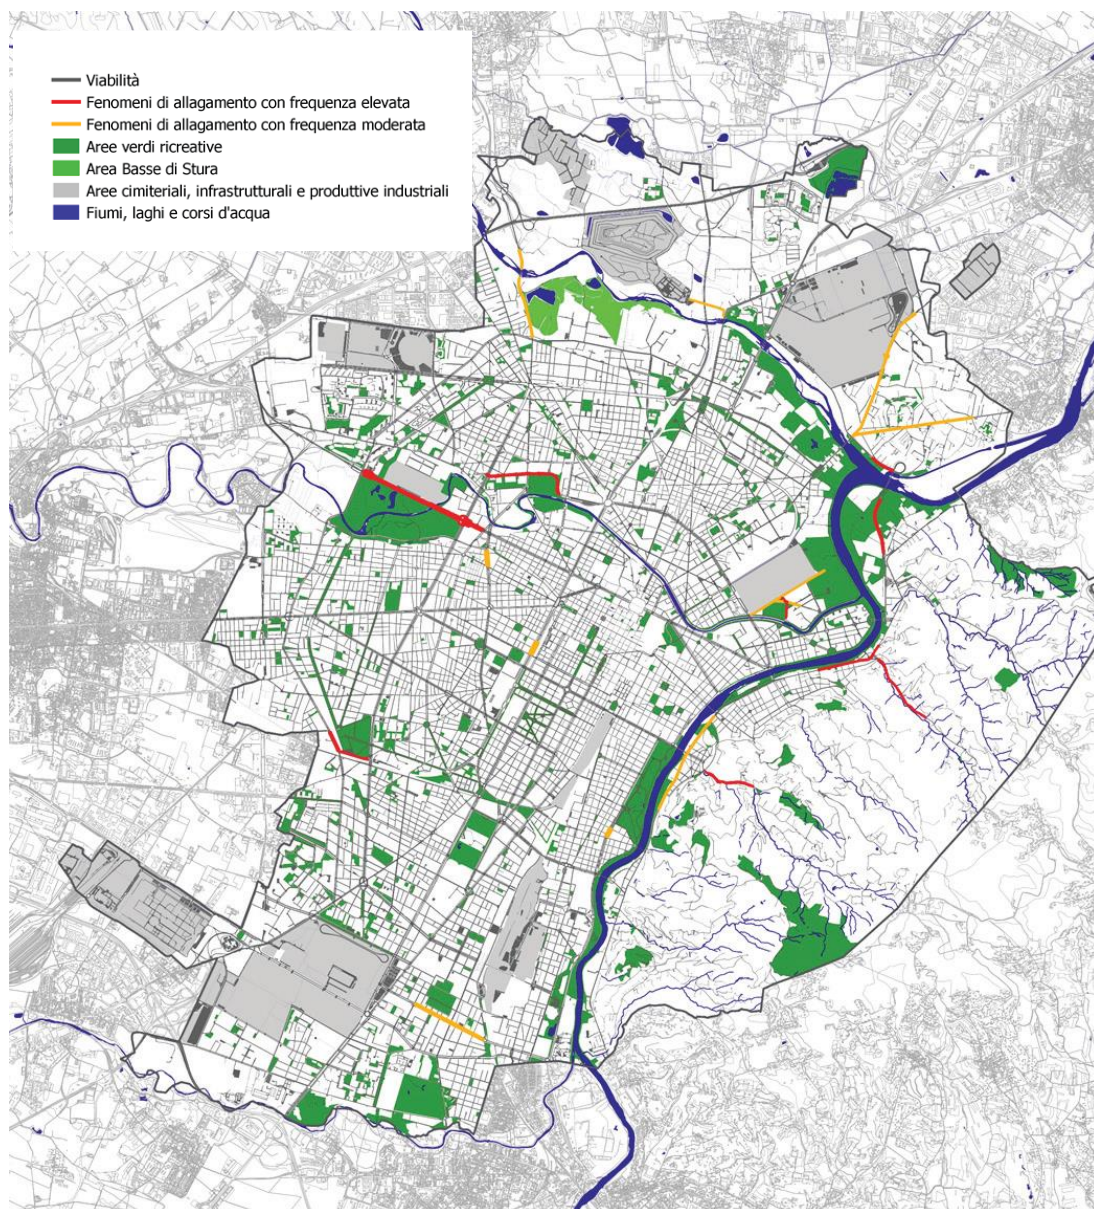 Viabilità
Fenomeni di allagamento con frequenza elevata
Fenomeni di allagamento con frequenza moderata
Aree verdi ricreative
Area Basse di Stura
Aree cimiteriali, infrastrutturali e produttive industriali
Fiumi, laghi e corsi d'acqua